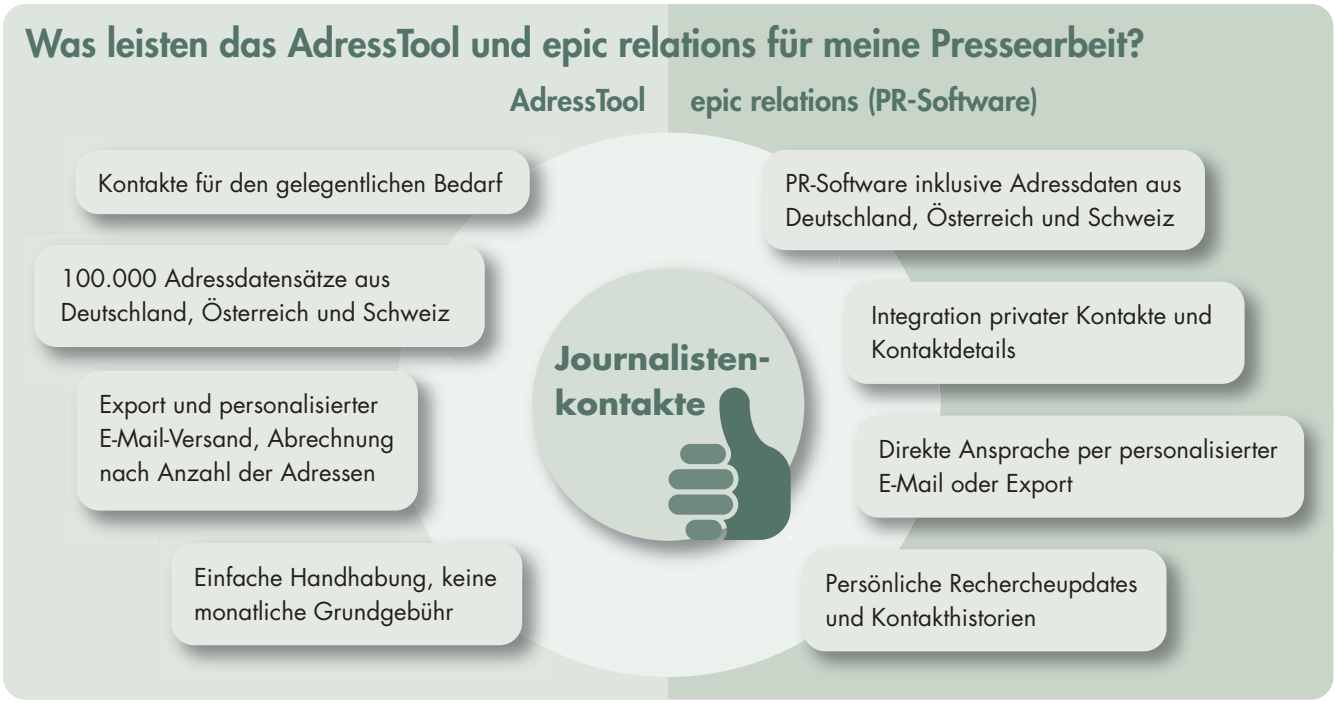 Was leisten das AdressTool und epic relations für meine Pressearbeit?
AdressTool
epic relations (PR-Software)
Kontakte für den gelegentlichen Bedarf
100.000 Adressdatensätze aus
Deutschland, Österreich und Schweiz
Export und personalisierter
E-Mail-Versand, Abrechnung
nach Anzahl der Adressen
Einfache Handhabung, keine
monatliche Grundgebühr
Journalisten-
kontakte
PR-Software inklusive Adressdaten aus
Deutschland, Österreich und Schweiz
Integration privater Kontakte und
Kontaktdetails
Direkte Ansprache per personalisierter
E-Mail oder Export
Persönliche Rechercheupdates
und Kontakthistorien